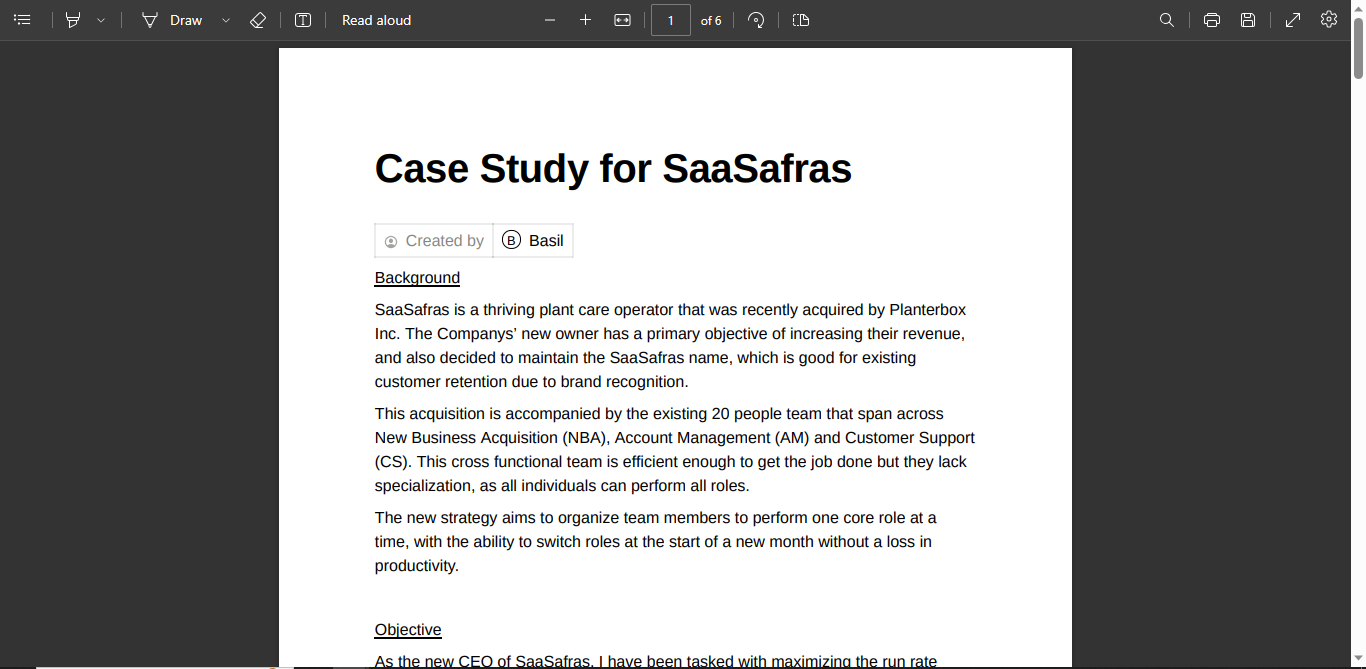 Draw
Read aloud
1 of 6
Case Study for SaaSafras
Created by B Basil
Background
SaaSafras is a thriving plant care operator that was recently acquired by Planterbox
Inc. The Companys’ new owner has a primary objective of increasing their revenue,
and also decided to maintain the SaaSafras name, which is good for existing
customer retention due to brand recognition.
This acquisition is accompanied by the existing 20 people team that span across
New Business Acquisition (NBA), Account Management (AM) and Customer Support
(CS). This cross functional team is efficient enough to get the job done but they lack
specialization, as all individuals can perform all roles.
The new strategy aims to organize team members to perform one core role at a
time, with the ability to switch roles at the start of a new month without a loss in
productivity.
Objective
As the new CEO of SaaSafras, I have been tasked with maximizing the run rate